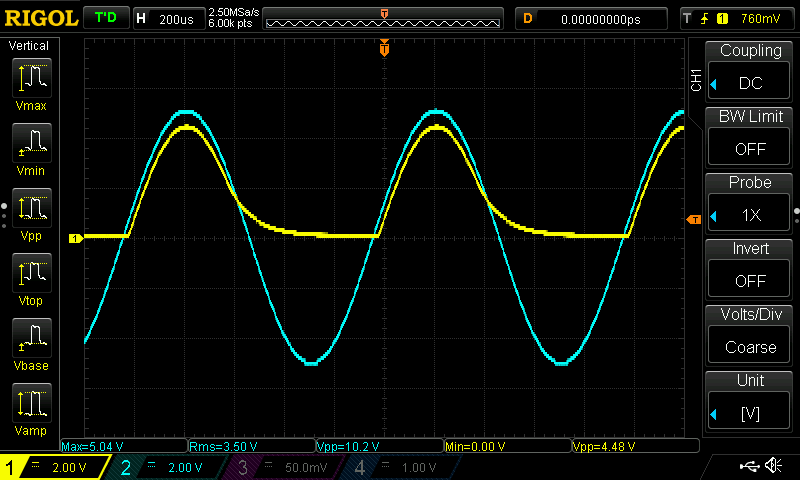 RIGOL T'D H 200us 2.50MSa/s 6.00k pts T D 0.00000000ps T 1 760mV
Vertical
Vmax
Vmin
Vpp
Vtop
Vbase
Vamp
T
1
T
CH1
Coupling
DC
BW Limit
OFF
Probe
1X
Invert
OFF
Volts/Div
Coarse
Unit
[V]
Max=5.04 V Rms=3.50 V Vpp=10.2 V Min=0.00 V Vpp=4.48 V
1 2.00 V 2 2.00 V 3 50.0mV 4 1.00 V